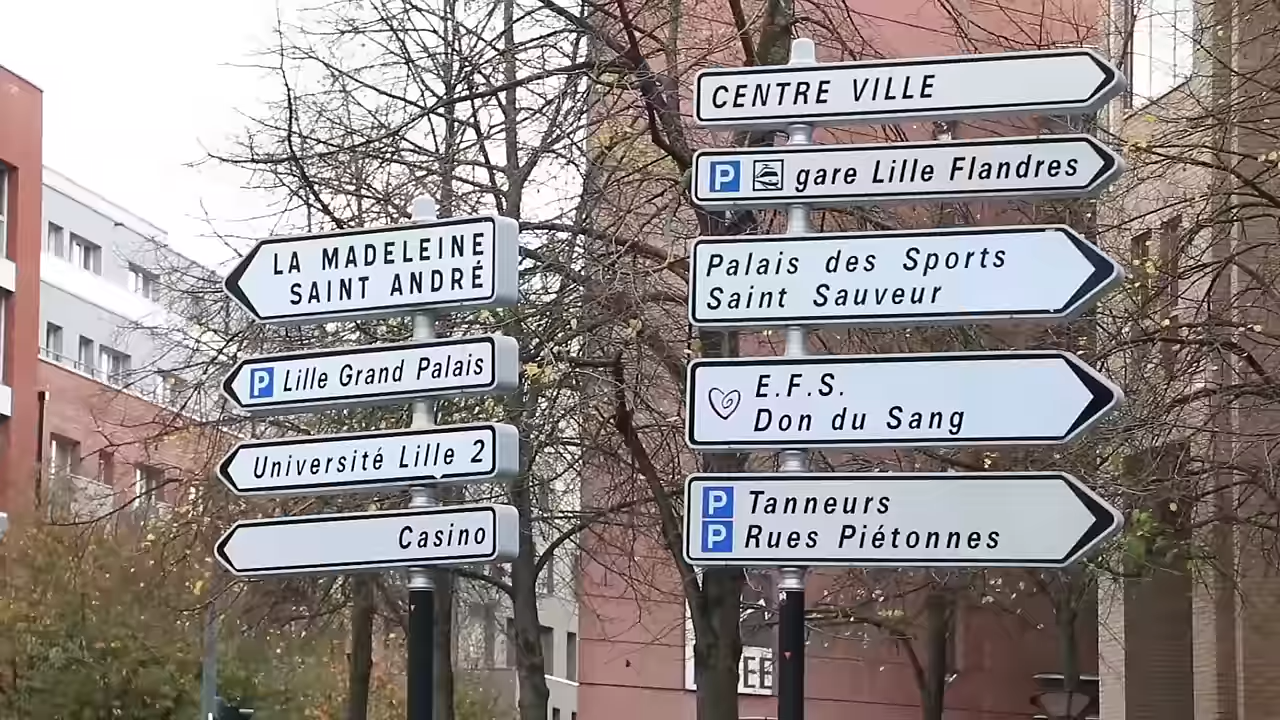 LA MADELEINE
SAINT ANDRÉ
P Lille Grand Palais
Université Lille 2
Casino
CENTRE VILLE
P gare Lille Flandres
Palais des Sports
Saint Sauveur
E.F.S.
Don du Sang
P Tanneurs
P Rues Piétonnes